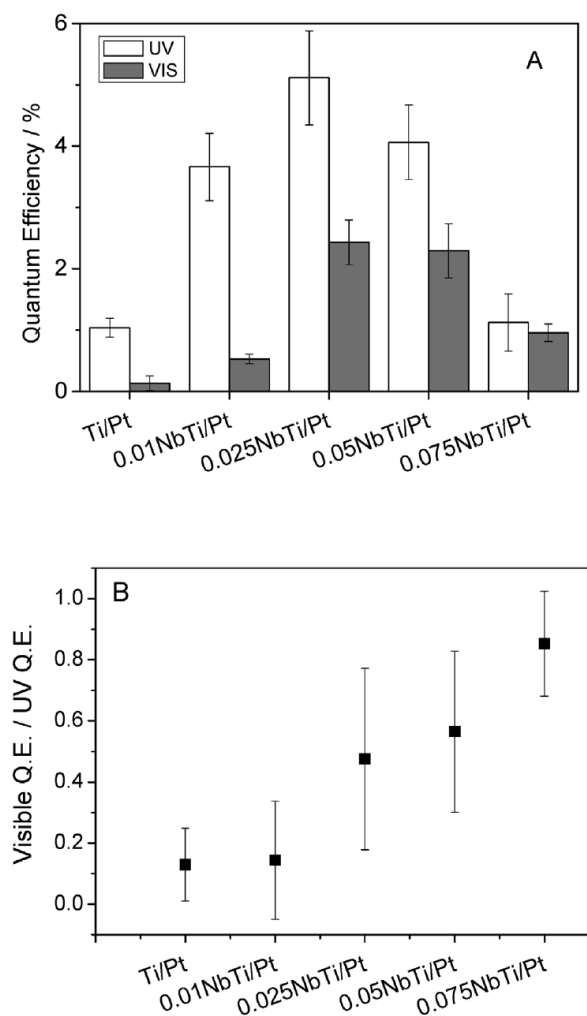 A
UV
VIS
Quantum Efficiency / %
6
4
2
0
Ti/Pt
0.01NbTi/Pt
0.025NbTi/Pt
0.05NbTi/Pt
0.075NbTi/Pt
B
Visible Q.E. / UV Q.E.
1.0
0.8
0.6
0.4
0.2
0.0
Ti/Pt
0.01NbTi/Pt
0.025NbTi/Pt
0.05NbTi/Pt
0.075NbTi/Pt